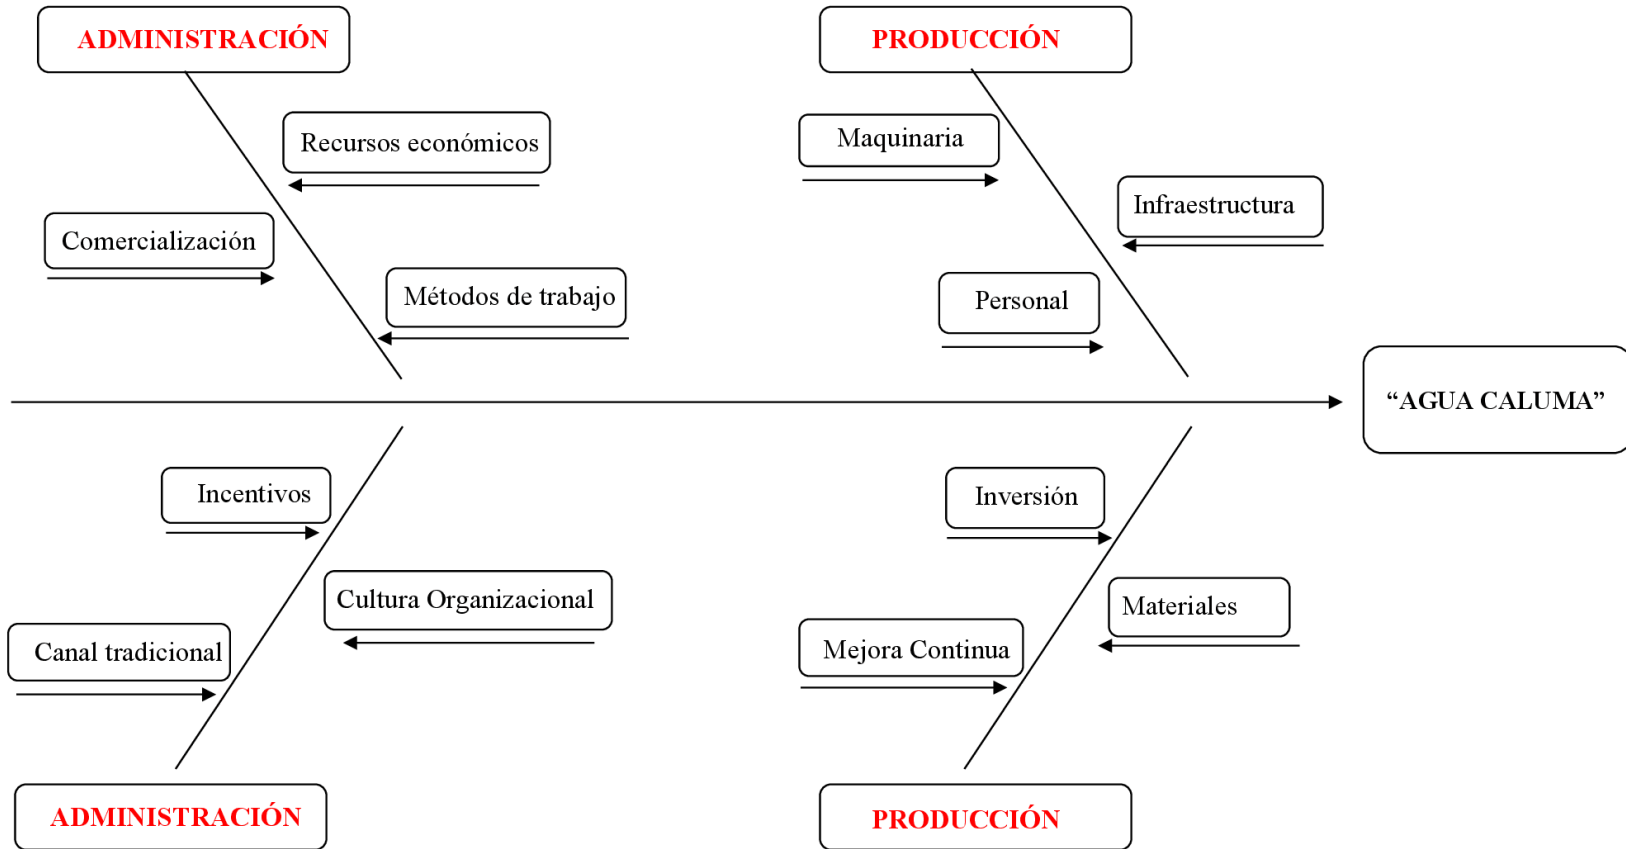 ADMINISTRACIÓN
PRODUCCIÓN
Recursos económicos
Maquinaria
Comercialización
Infraestructura
Métodos de trabajo
Personal
“AGUA CALUMA”
Incentivos
Inversión
Cultura Organizacional
Materiales
Canal tradicional
Mejora Continua
ADMINISTRACIÓN
PRODUCCIÓN